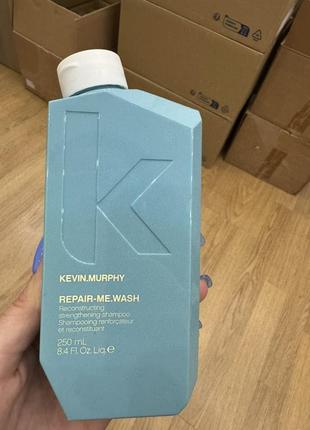 k
KEVIN.MURPHY
REPAIR-ME.WASH
Reconstructing
strengthening shampoo
Shampooing renforçateur
et reconstituant
250 mL
8.4 Fl. Oz. Liq.℮